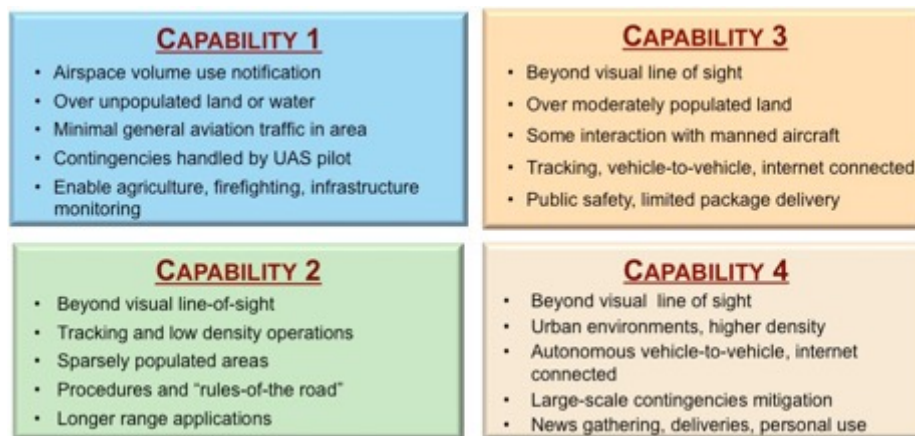 CAPABILITY 1
• Airspace volume use notification
• Over unpopulated land or water
• Minimal general aviation traffic in area
• Contingencies handled by UAS pilot
• Enable agriculture, firefighting, infrastructure
monitoring
CAPABILITY 2
• Beyond visual line-of-sight
• Tracking and low density operations
• Sparsely populated areas
• Procedures and “rules-of-the road”
• Longer range applications
CAPABILITY 3
• Beyond visual line of sight
• Over moderately populated land
• Some interaction with manned aircraft
• Tracking, vehicle-to-vehicle, internet connected
• Public safety, limited package delivery
CAPABILITY 4
• Beyond visual line of sight
• Urban environments, higher density
• Autonomous vehicle-to-vehicle, internet
connected
• Large-scale contingencies mitigation
• News gathering, deliveries, personal use